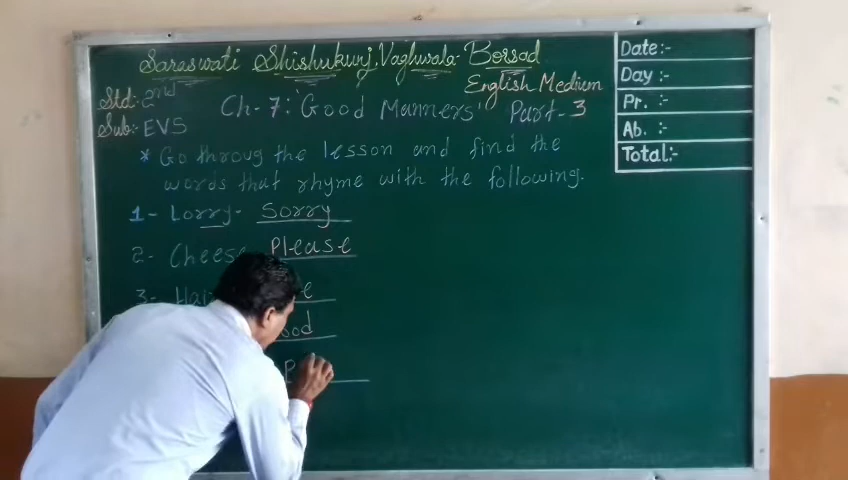 Saraswati Shishukunj, Vaghwala- Borsad
English Medium
Std:- 2nd
Sub:- EVS
Ch-7: 'Good Manners' Part-3
* Go throug the lesson and find the
words that rhyme with the following.
1- Lorry- Sorry
2- Cheese Please
3-
Date:-
Day:-
Pr. :-
Ab. :-
Total:-